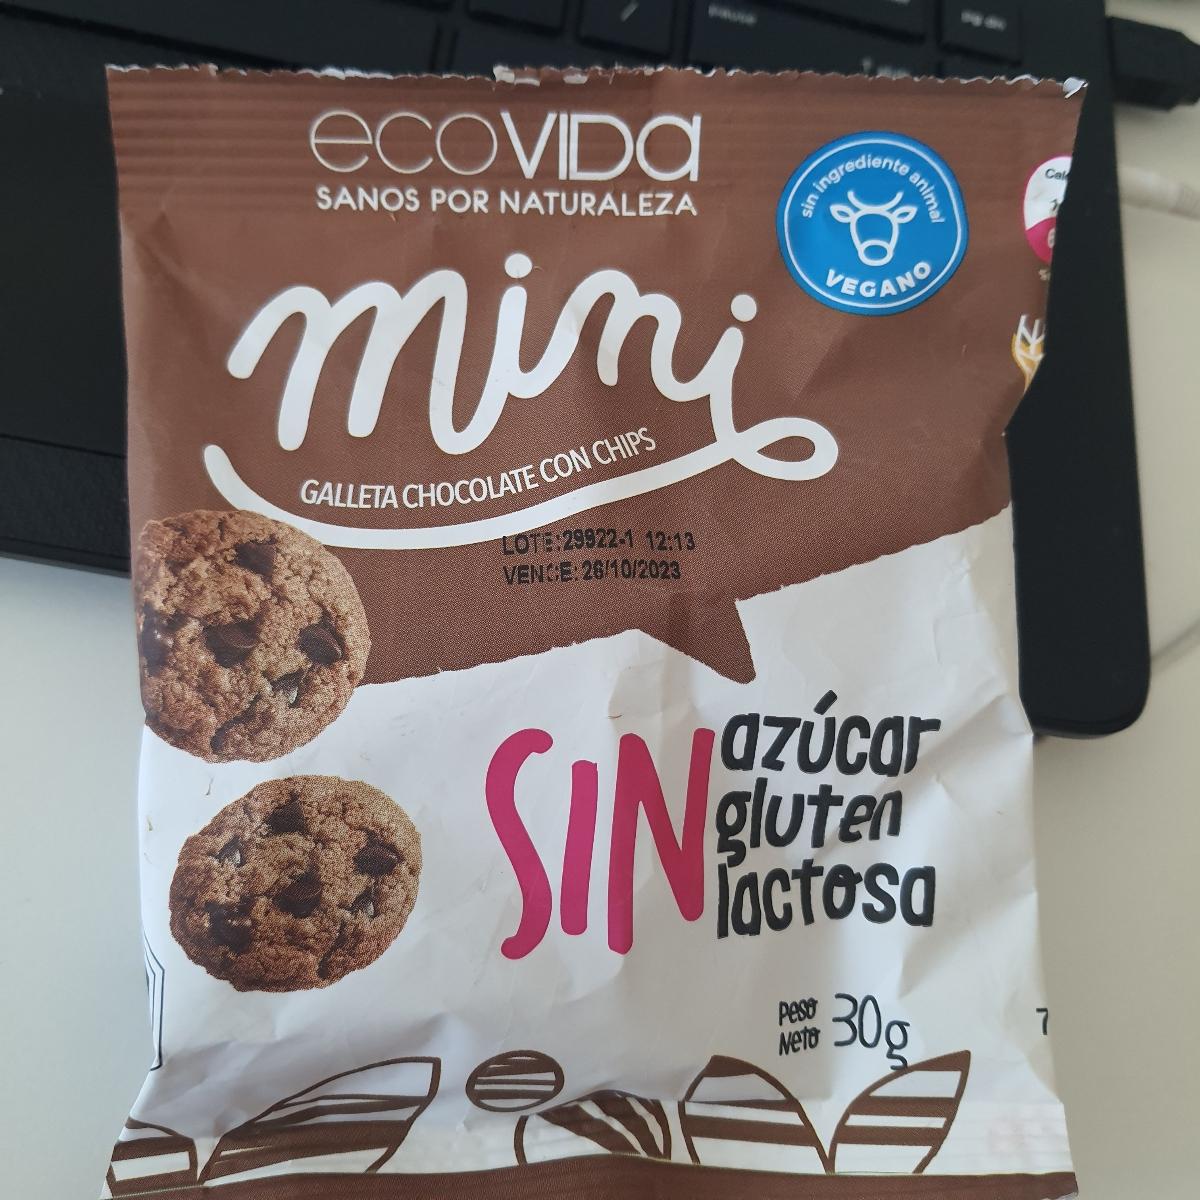 Pause
ecoVIDa
SANOS POR NATURALEZA
sin ingrediente animal
VEGANO
mini
GALLETA CHOCOLATE CON CHIPS
LOTE:29922-1 12:13
VENCE:26/10/2023
SIN azúcar
gluten
lactosa
Peso
Neto 30g